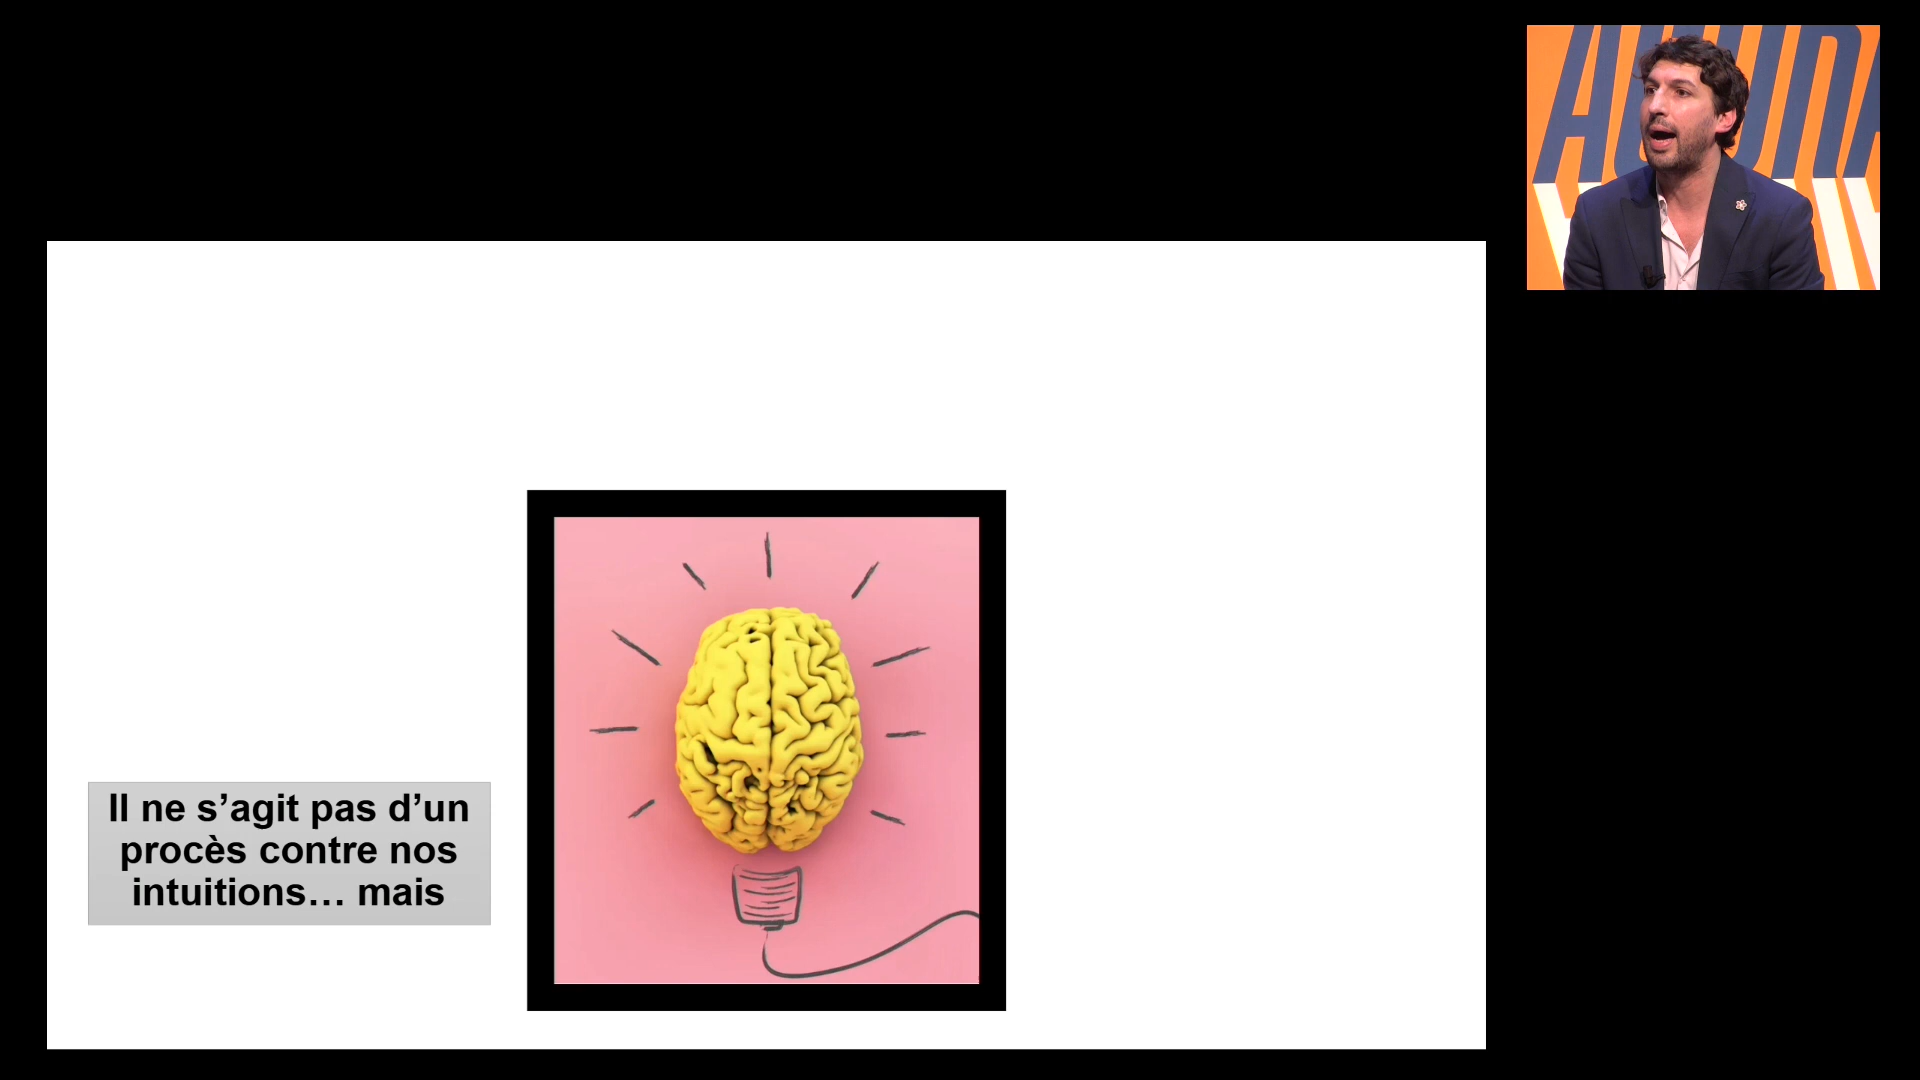 Il ne s’agit pas d’un
procès contre nos
intuitions… mais